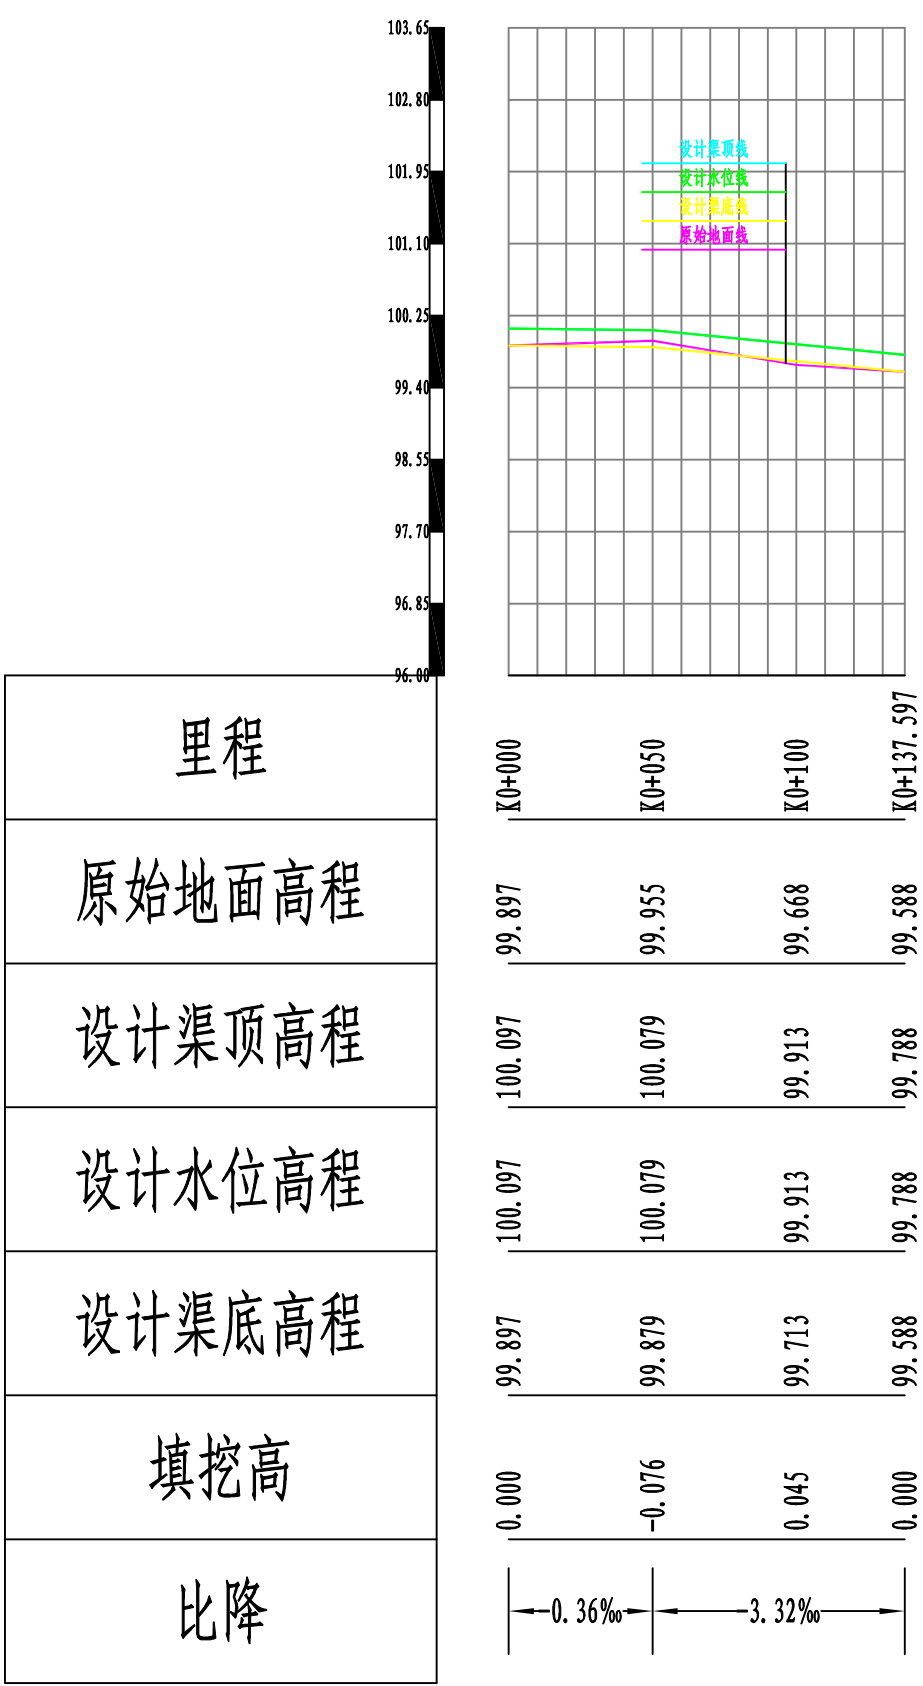 103.65
102.80
101.95
101.10
100.25
99.40
98.55
97.70
96.85
96.00
设计渠顶线
设计水位线
设计渠底线
原始地面线
里程 K0+000 K0+050 K0+100 K0+137.597
原始地面高程 99.897 99.955 99.668 99.588
设计渠顶高程 100.097 100.079 99.913 99.788
设计水位高程 100.097 100.079 99.913 99.788
设计渠底高程 99.897 99.879 99.713 99.588
填挖高 0.000 -0.076 0.045 0.000
比降 -0.36‰ -3.32‰